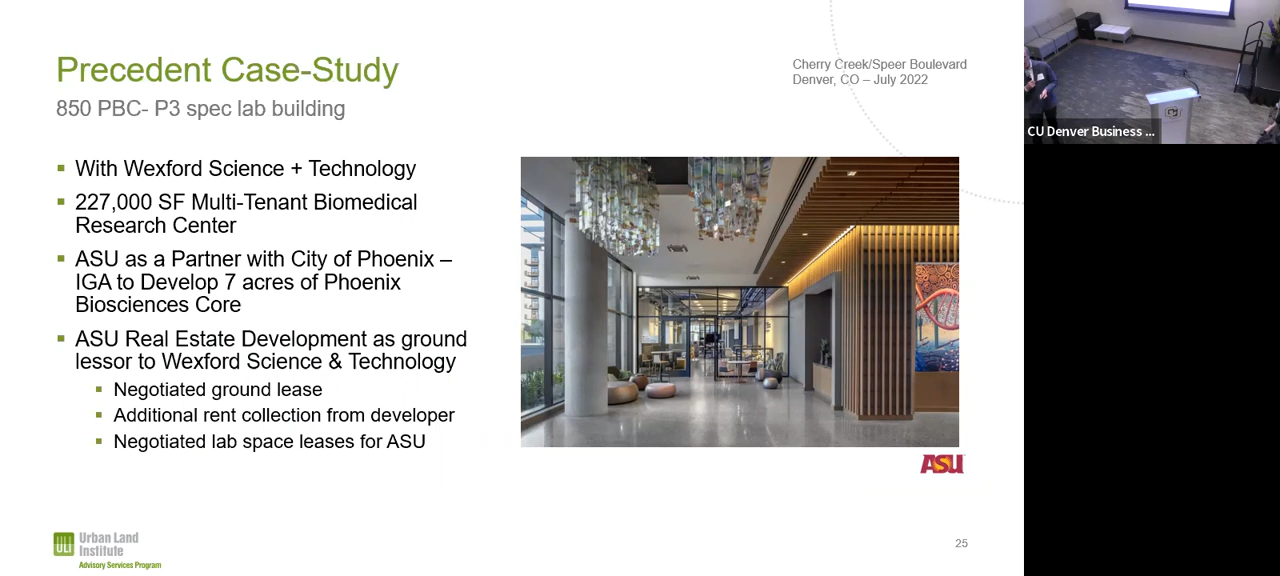 Precedent Case-Study
850 PBC- P3 spec lab building
Cherry Creek/Speer Boulevard
Denver, CO – July 2022
With Wexford Science + Technology
227,000 SF Multi-Tenant Biomedical
Research Center
ASU as a Partner with City of Phoenix –
IGA to Develop 7 acres of Phoenix
Biosciences Core
ASU Real Estate Development as ground
lessor to Wexford Science & Technology
Negotiated ground lease
Additional rent collection from developer
Negotiated lab space leases for ASU
ASU
ULI Urban Land
Institute
Advisory Services Program
25
CU Denver Business ...